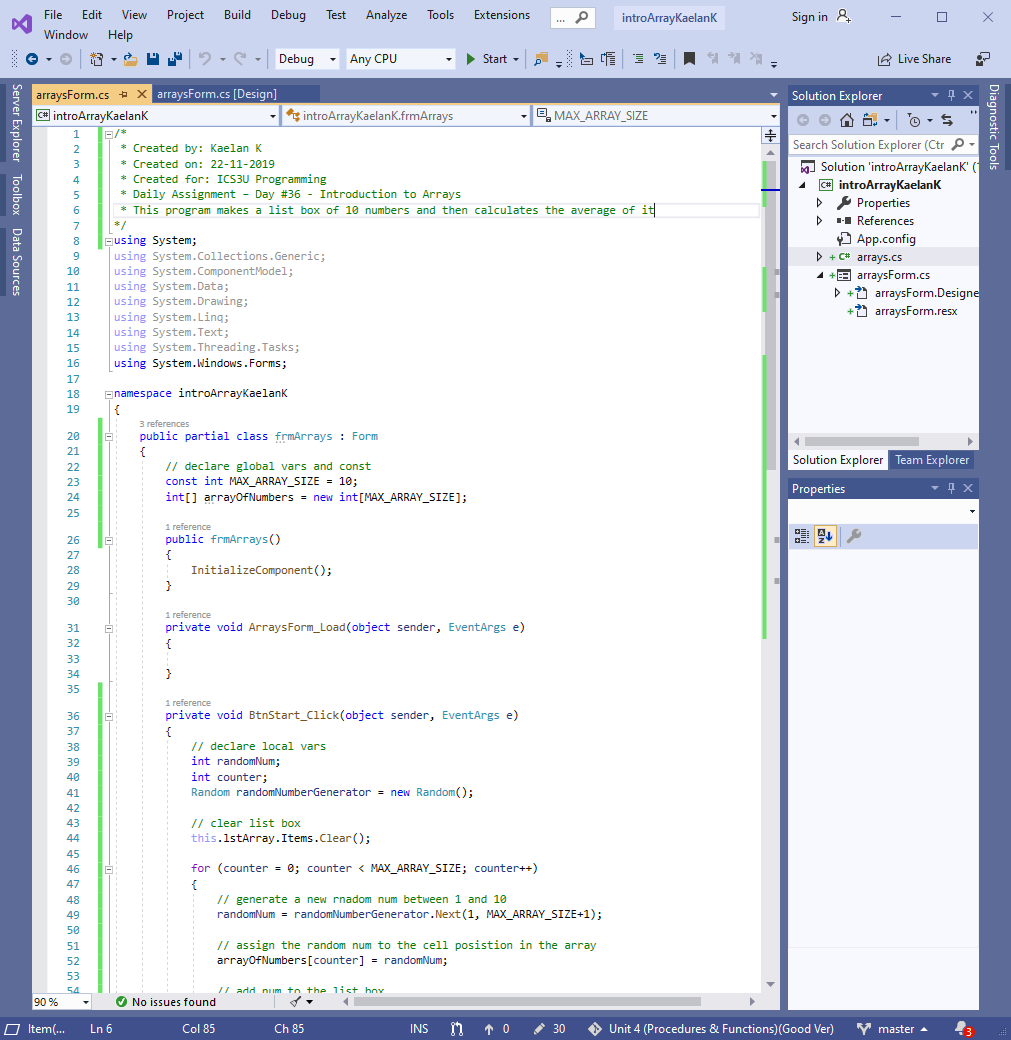 File Edit View Project Build Debug Test Analyze Tools Extensions ... introArrayKaelanK Sign in
Window Help
Debug Any CPU Start Live Share
Server Explorer
Toolbox
Data Sources
arraysForm.cs arraysForm.cs [Design]
C# introArrayKaelanK introArrayKaelanK.frmArrays MAX_ARRAY_SIZE
1 /*
2 * Created by: Kaelan K
3 * Created on: 22-11-2019
4 * Created for: ICS3U Programming
5 * Daily Assignment – Day #36 - Introduction to Arrays
6 * This program makes a list box of 10 numbers and then calculates the average of it
7 */
8 using System;
9 using System.Collections.Generic;
10 using System.ComponentModel;
11 using System.Data;
12 using System.Drawing;
13 using System.Linq;
14 using System.Text;
15 using System.Threading.Tasks;
16 using System.Windows.Forms;
17
18 namespace introArrayKaelanK
19 {
3 references
20 public partial class frmArrays : Form
21 {
22 // declare global vars and const
23 const int MAX_ARRAY_SIZE = 10;
24 int[] arrayOfNumbers = new int[MAX_ARRAY_SIZE];
25
1 reference
26 public frmArrays()
27 {
28 InitializeComponent();
29 }
30
1 reference
31 private void ArraysForm_Load(object sender, EventArgs e)
32 {
33
34 }
35
1 reference
36 private void BtnStart_Click(object sender, EventArgs e)
37 {
38 // declare local vars
39 int randomNum;
40 int counter;
41 Random randomNumberGenerator = new Random();
42
43 // clear list box
44 this.lstArray.Items.Clear();
45
46 for (counter = 0; counter < MAX_ARRAY_SIZE; counter++)
47 {
48 // generate a new rnadom num between 1 and 10
49 randomNum = randomNumberGenerator.Next(1, MAX_ARRAY_SIZE+1);
50
51 // assign the random num to the cell posistion in the array
52 arrayOfNumbers[counter] = randomNum;
53
54 // add num to the list box
90 % No issues found
Solution Explorer
Search Solution Explorer (Ctr
Solution 'introArrayKaelanK' (
C# introArrayKaelanK
Properties
References
App.config
+ C# arrays.cs
+ arraysForm.cs
+ arraysForm.Designe
+ arraysForm.resx
Solution Explorer Team Explorer
Properties
Diagnostic Tools
Item(... Ln 6 Col 85 Ch 85 INS 0 30 Unit 4 (Procedures & Functions)(Good Ver) master 3